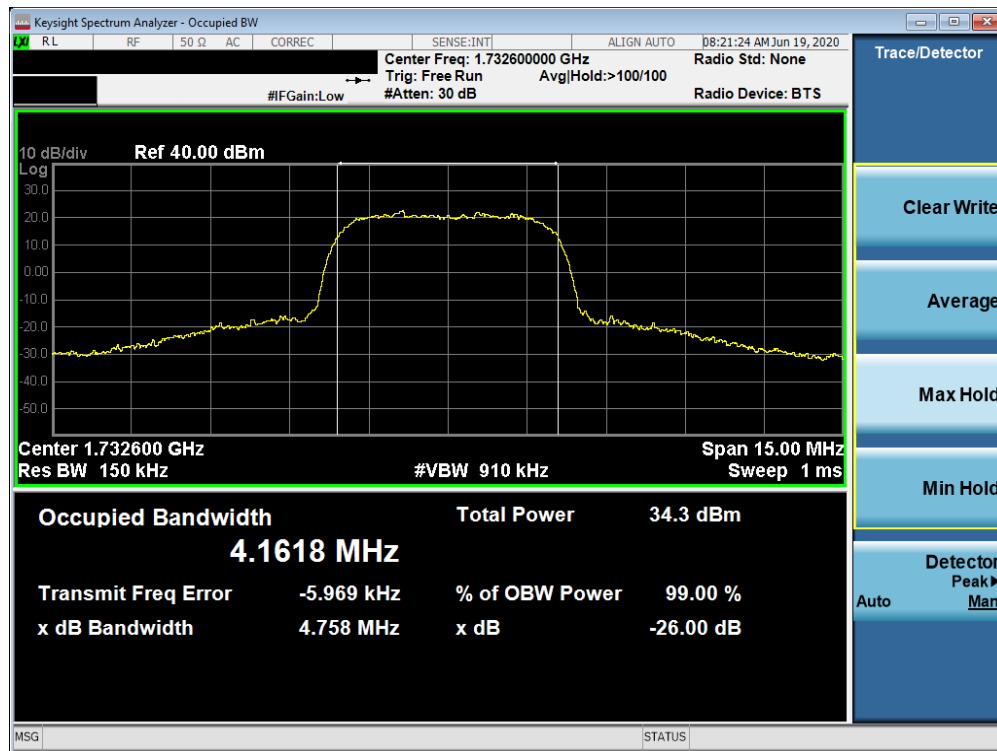 Keysight Spectrum Analyzer - Occupied BW
LXI RL RF 50 Ω AC CORREC SENSE:INT ALIGN AUTO 08:21:24 AM Jun 19, 2020
Center Freq: 1.732600000 GHz Radio Std: None
Trig: Free Run Avg|Hold:>100/100
#IFGain:Low #Atten: 30 dB Radio Device: BTS
10 dB/div Ref 40.00 dBm
Log
30.0
20.0
10.0
0.00
-10.0
-20.0
-30.0
-40.0
-50.0
Center 1.732600 GHz Span 15.00 MHz
Res BW 150 kHz #VBW 910 kHz Sweep 1 ms
Occupied Bandwidth Total Power 34.3 dBm
4.1618 MHz
Transmit Freq Error -5.969 kHz % of OBW Power 99.00 %
x dB Bandwidth 4.758 MHz x dB -26.00 dB
MSG STATUS
Trace/Detector
Clear Write
Average
Max Hold
Min Hold
Detector
Peak▶
Auto Man